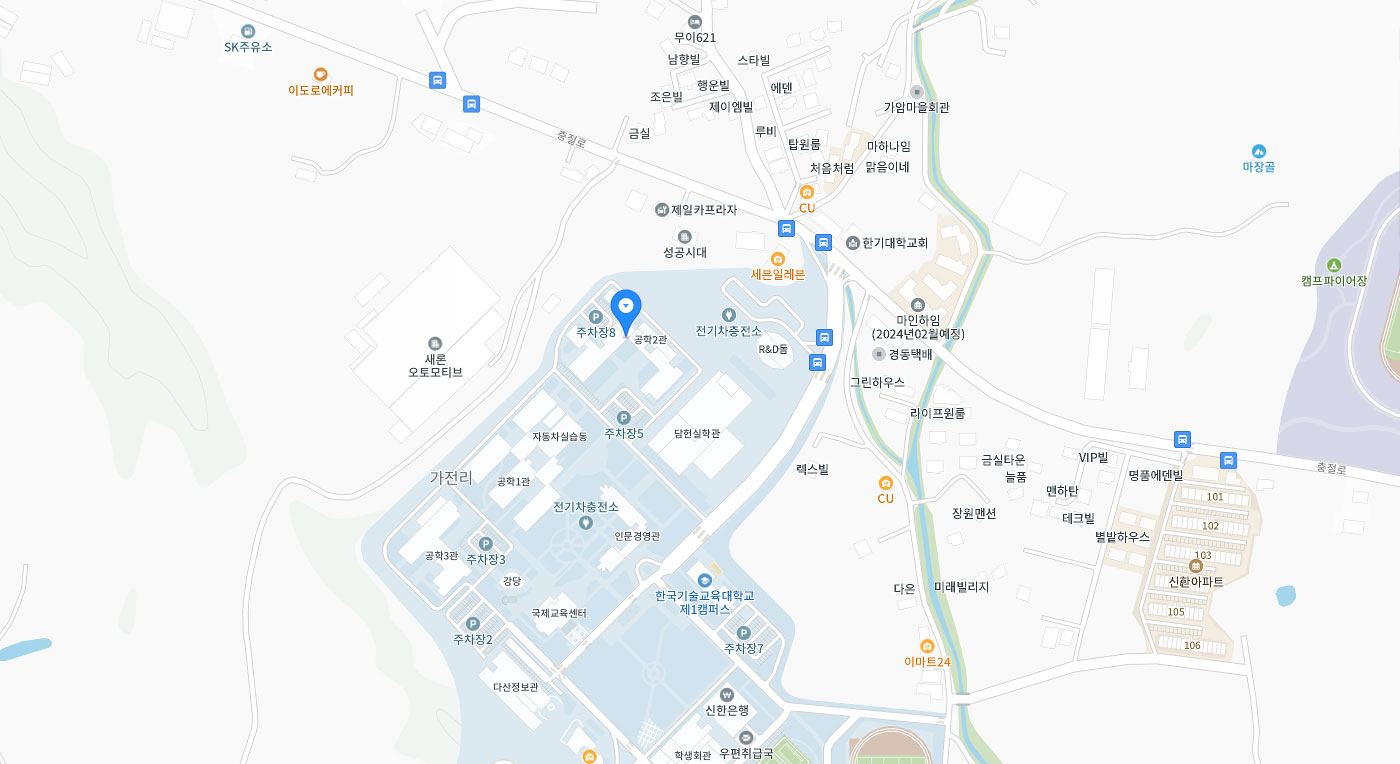 무이621
SK주유소
남향빌
스타빌
이도로에커피
행운빌
에덴
조은빌
제이엠빌
가암마을회관
충절로
금실
루비
탑원룸
마하나임
처음처럼
맑음이네
마장골
CU
제일카프라자
성공시대
한기대학교회
세븐일레븐
캠프파이어장
마인하임
(2024년02월예정)
P
주차장8
공학2관
전기차충전소
R&D돌
경동택배
새론
오토모티브
그린하우스
라이프원룸
P
주차장5
담헌실학관
자동차실습동
렉스빌
금실타운
VIP빌
늘품
명품에덴빌
충절로
가전리
공학1관
CU
맨하탄
101
전기차충전소
장원맨션
테크빌
102
인문경영관
별밭하우스
P
주차장3
공학3관
103
강당
한국기술교육대학교
제1캠퍼스
신한아파트
다온
미래빌리지
국제교육센터
105
P
주차장2
P
주차장7
106
이마트24
다산정보관
신한은행
학생회관
우편취급국